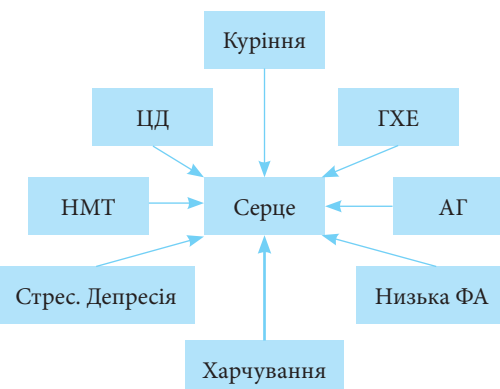 Куріння
ЦД
ГХЕ
НМТ
Серце
АГ
Стрес. Депресія
Низька ФА
Харчування